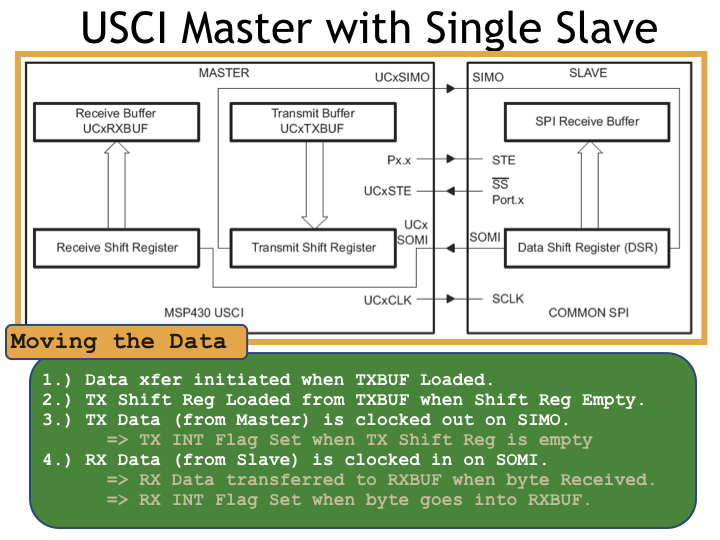 USCI Master with Single Slave
MASTER
UCxSIMO
SIMO
SLAVE
Receive Buffer
UCxRXBUF
Transmit Buffer
UCxTXBUF
SPI Receive Buffer
Px.x
STE
UCxSTE
SS
Port.x
UCx
SOMI
SOMI
Receive Shift Register
Transmit Shift Register
Data Shift Register (DSR)
UCxCLK
SCLK
MSP430 USCI
COMMON SPI
Moving the Data
1.) Data xfer initiated when TXBUF Loaded.
2.) TX Shift Reg Loaded from TXBUF when Shift Reg Empty.
3.) TX Data (from Master) is clocked out on SIMO.
=> TX INT Flag Set when TX Shift Reg is empty
4.) RX Data (from Slave) is clocked in on SOMI.
=> RX Data transferred to RXBUF when byte Received.
=> RX INT Flag Set when byte goes into RXBUF.